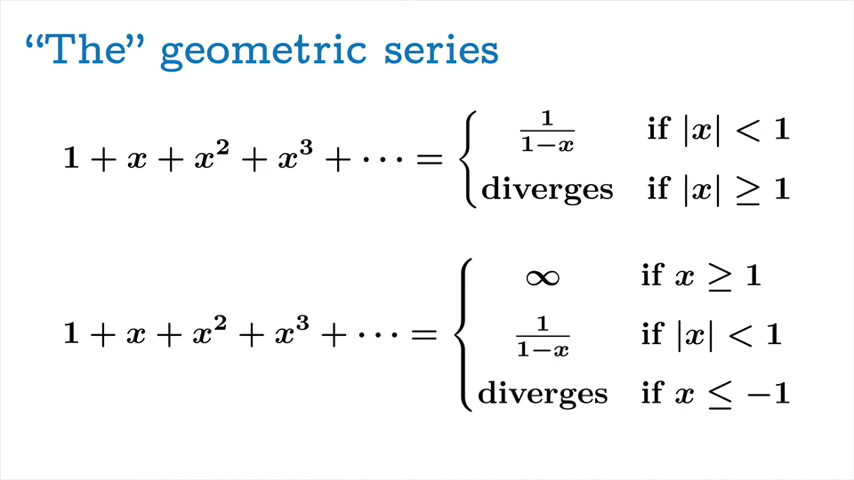 “The” geometric series
1 + x + x² + x³ + ··· = { 1/(1−x) if |x| < 1
diverges if |x| ≥ 1
1 + x + x² + x³ + ··· = { ∞ if x ≥ 1
1/(1−x) if |x| < 1
diverges if x ≤ −1